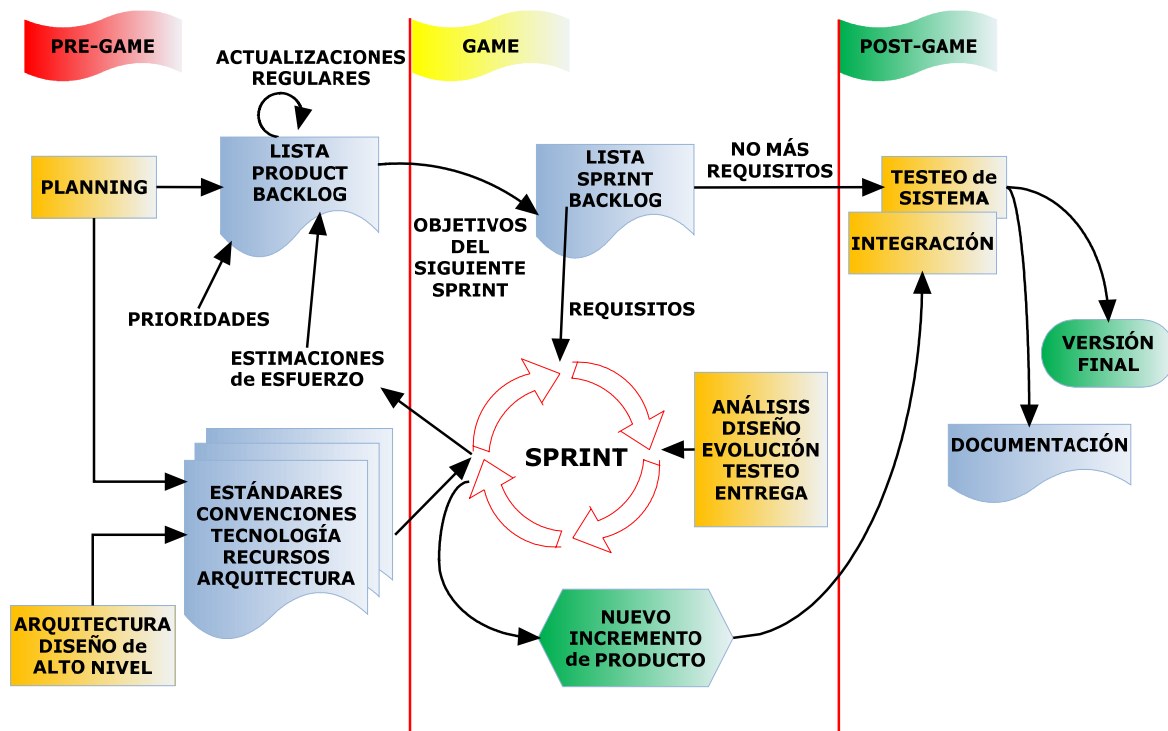 PRE-GAME
GAME
POST-GAME
ACTUALIZACIONES
REGULARES
PLANNING
LISTA
PRODUCT
BACKLOG
LISTA
SPRINT
BACKLOG
NO MÁS
REQUISITOS
TESTEO de
SISTEMA
INTEGRACIÓN
OBJETIVOS
DEL
SIGUIENTE
SPRINT
PRIORIDADES
REQUISITOS
ESTIMACIONES
de ESFUERZO
VERSIÓN
FINAL
SPRINT
ANÁLISIS
DISEÑO
EVOLUCIÓN
TESTEO
ENTREGA
DOCUMENTACIÓN
ESTÁNDARES
CONVENCIONES
TECNOLOGÍA
RECURSOS
ARQUITECTURA
ARQUITECTURA
DISEÑO de
ALTO NIVEL
NUEVO
INCREMENTO
de PRODUCTO